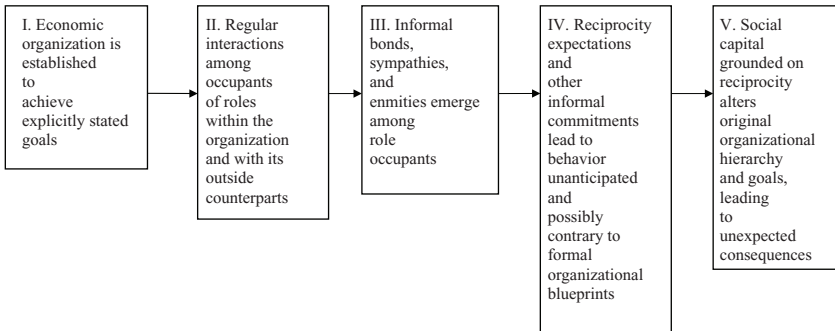 I. Economic
organization is
established
to
achieve
explicitly stated
goals
II. Regular
interactions
among
occupants
of roles
within the
organization
and with its
outside
counterparts
III. Informal
bonds,
sympathies,
and
enmities emerge
among
role
occupants
IV. Reciprocity
expectations
and
other
informal
commitments
lead to
behavior
unanticipated
and
possibly
contrary to
formal
organizational
blueprints
V. Social
capital
grounded on
reciprocity
alters
original
organizational
hierarchy
and goals,
leading
to
unexpected
consequences